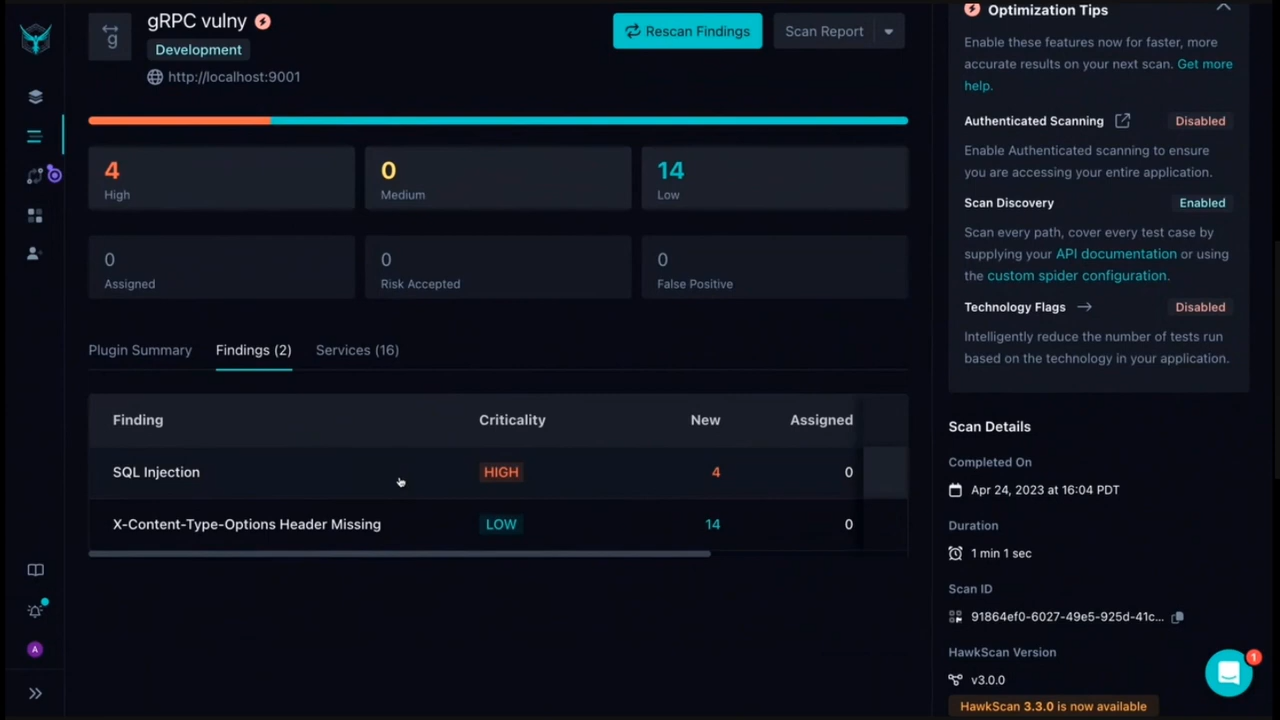 gRPC vulny
Development
http://localhost:9001
Rescan Findings
Scan Report
g
4
High
0
Medium
14
Low
0
Assigned
0
Risk Accepted
0
False Positive
Plugin Summary
Findings (2)
Services (16)
Finding
Criticality
New
Assigned
SQL Injection
HIGH
4
0
X-Content-Type-Options Header Missing
LOW
14
0
A
Optimization Tips
Enable these features now for faster, more
accurate results on your next scan. Get more
help.
Authenticated Scanning
Disabled
Enable Authenticated scanning to ensure
you are accessing your entire application.
Scan Discovery
Enabled
Scan every path, cover every test case by
supplying your API documentation or using
the custom spider configuration.
Technology Flags
Disabled
Intelligently reduce the number of tests run
based on the technology in your application.
Scan Details
Completed On
Apr 24, 2023 at 16:04 PDT
Duration
1 min 1 sec
Scan ID
91864ef0-6027-49e5-925d-41c...
HawkScan Version
v3.0.0
HawkScan 3.3.0 is now available
1